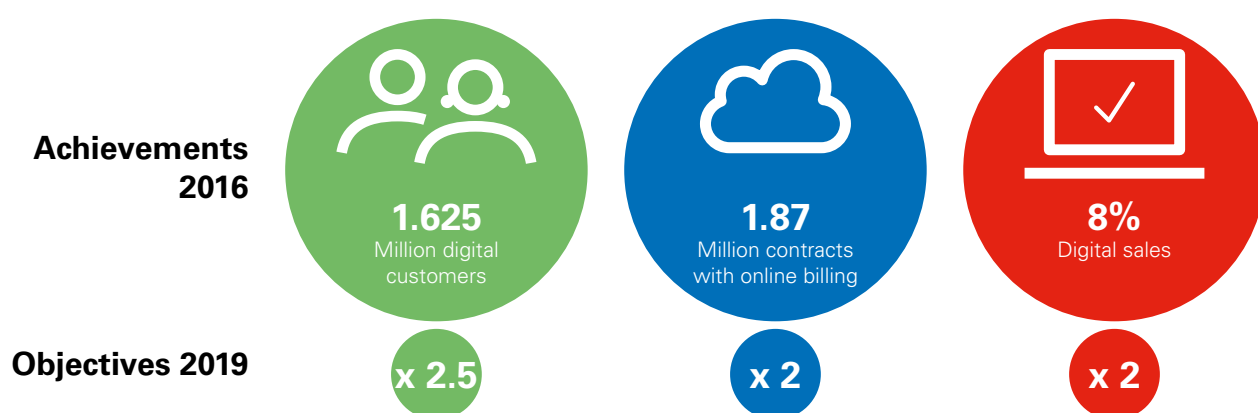 Achievements
2016
1.625
Million digital
customers
1.87
Million contracts
with online billing
8%
Digital sales
Objectives 2019
x 2.5
x 2
x 2